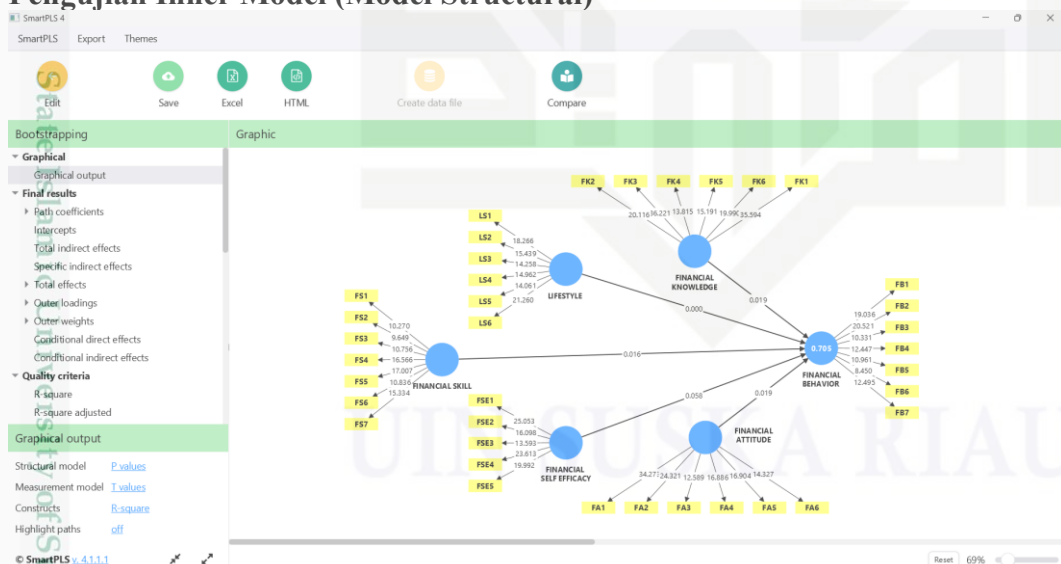 Pengujian Inner Model (Model Structural)
SmartPLS 4
SmartPLS Export Themes
Edit Save Excel HTML Create data file Compare
Bootstrapping
Graphical
Graphical output
Final results
Path coefficients
Intercepts
Total indirect effects
Specific indirect effects
Total effects
Outer loadings
Outer weights
Conditional direct effects
Conditional indirect effects
Quality criteria
R-square
R-square adjusted
Graphical output
Structural model P values
Measurement model T values
Constructs R-square
Highlight paths off
© SmartPLS v. 4.1.1.1
Graphic
FK2 FK3 FK4 FK5 FK6 FK1
20.116 16.221 13.815 15.191 19.990 35.594
FINANCIAL
KNOWLEDGE
0.019
LS1
LS2
LS3
LS4
LS5
LS6
18.286
15.439
14.258
14.962
14.061
21.260
LIFESTYLE
0.000
FS1
FS2
FS3
FS4
FS5
FS6
FS7
10.270
9.649
10.756
16.566
17.007
10.836
15.334
FINANCIAL SKILL
0.016
FSE1
FSE2
FSE3
FSE4
FSE5
25.053
16.098
13.593
23.613
19.992
FINANCIAL
SELF EFFICACY
0.058
FINANCIAL
ATTITUDE
0.019
34.273 24.321 12.589 16.886 16.904 14.327
FA1 FA2 FA3 FA4 FA5 FA6
0.705
FINANCIAL
BEHAVIOR
19.036
20.521
10.331
12.447
10.961
8.450
12.495
FB1
FB2
FB3
FB4
FB5
FB6
FB7
UIN SUSKA RIAU
Reset 69%